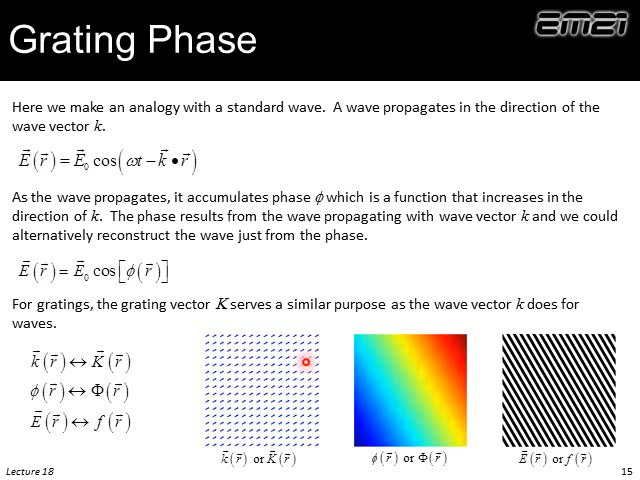 Grating Phase
EM21
Here we make an analogy with a standard wave. A wave propagates in the direction of the
wave vector k.
E⃗(r⃗) = E⃗₀ cos(ωt − k⃗ • r⃗)
As the wave propagates, it accumulates phase ϕ which is a function that increases in the
direction of k. The phase results from the wave propagating with wave vector k and we could
alternatively reconstruct the wave just from the phase.
E⃗(r⃗) = E⃗₀ cos[ϕ(r⃗)]
For gratings, the grating vector K serves a similar purpose as the wave vector k does for
waves.
k⃗(r⃗) ↔ K⃗(r⃗)
ϕ(r⃗) ↔ Φ(r⃗)
E⃗(r⃗) ↔ f(r⃗)
k⃗(r⃗) or K⃗(r⃗)
ϕ(r⃗) or Φ(r⃗)
E⃗(r⃗) or f(r⃗)
Lecture 18
15